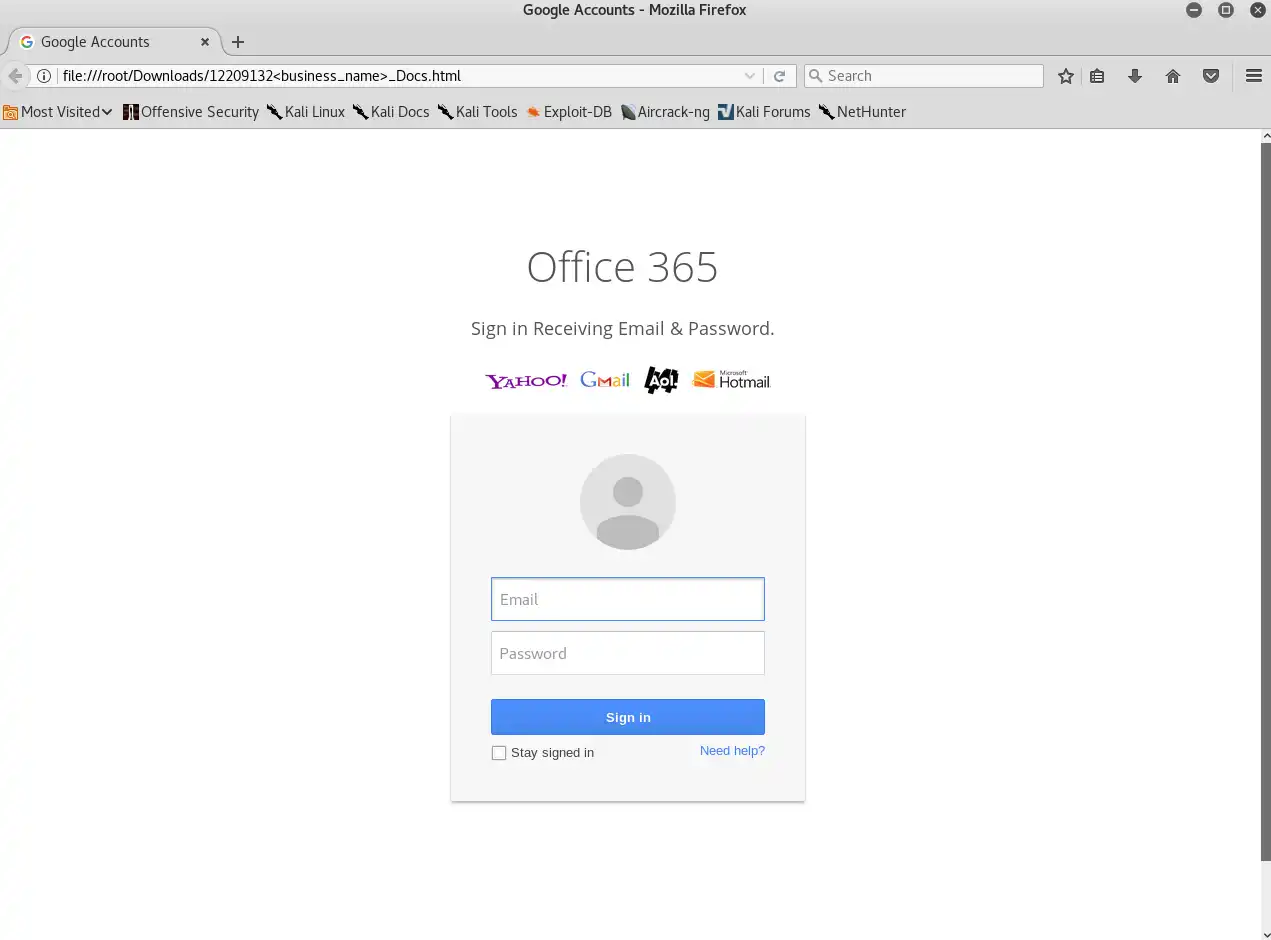 Google Accounts - Mozilla Firefox
Google Accounts
file:///root/Downloads/12209132<business_name>_Docs.html
Search
Most Visited
Offensive Security
Kali Linux
Kali Docs
Kali Tools
Exploit-DB
Aircrack-ng
Kali Forums
NetHunter
Office 365
Sign in Receiving Email & Password.
YAHOO! Gmail Aol. Microsoft Hotmail
Email
Password
Sign in
Stay signed in
Need help?